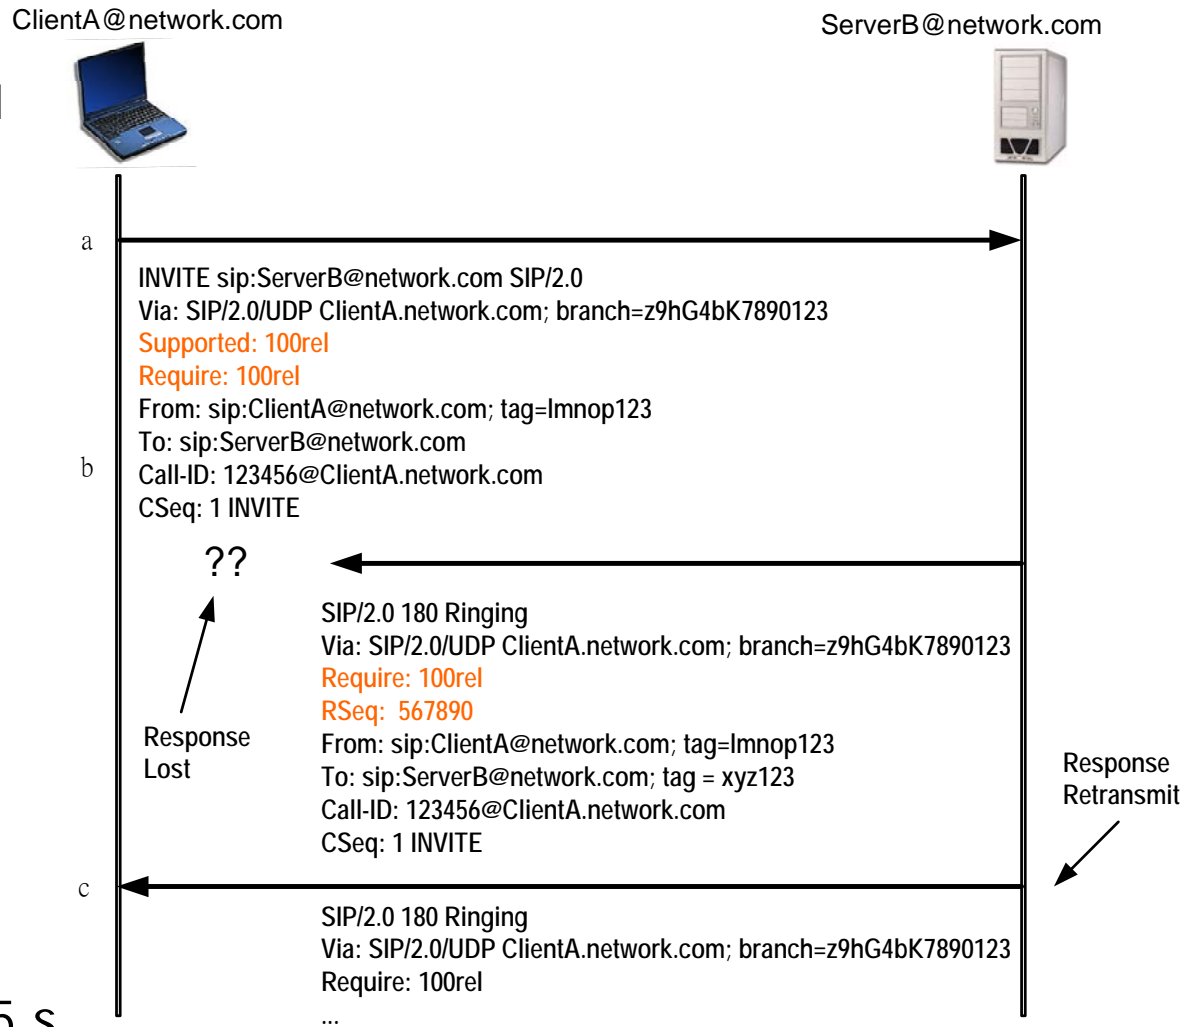 ClientA@network.com
ServerB@network.com
a
INVITE sip:ServerB@network.com SIP/2.0
Via: SIP/2.0/UDP ClientA.network.com; branch=z9hG4bK7890123
Supported: 100rel
Require: 100rel
From: sip:ClientA@network.com; tag=lmnop123
To: sip:ServerB@network.com
b
Call-ID: 123456@ClientA.network.com
CSeq: 1 INVITE
??
SIP/2.0 180 Ringing
Via: SIP/2.0/UDP ClientA.network.com; branch=z9hG4bK7890123
Require: 100rel
RSeq: 567890
Response
Lost
From: sip:ClientA@network.com; tag=lmnop123
To: sip:ServerB@network.com; tag = xyz123
Call-ID: 123456@ClientA.network.com
CSeq: 1 INVITE
Response
Retransmit
c
SIP/2.0 180 Ringing
Via: SIP/2.0/UDP ClientA.network.com; branch=z9hG4bK7890123
Require: 100rel
...
s